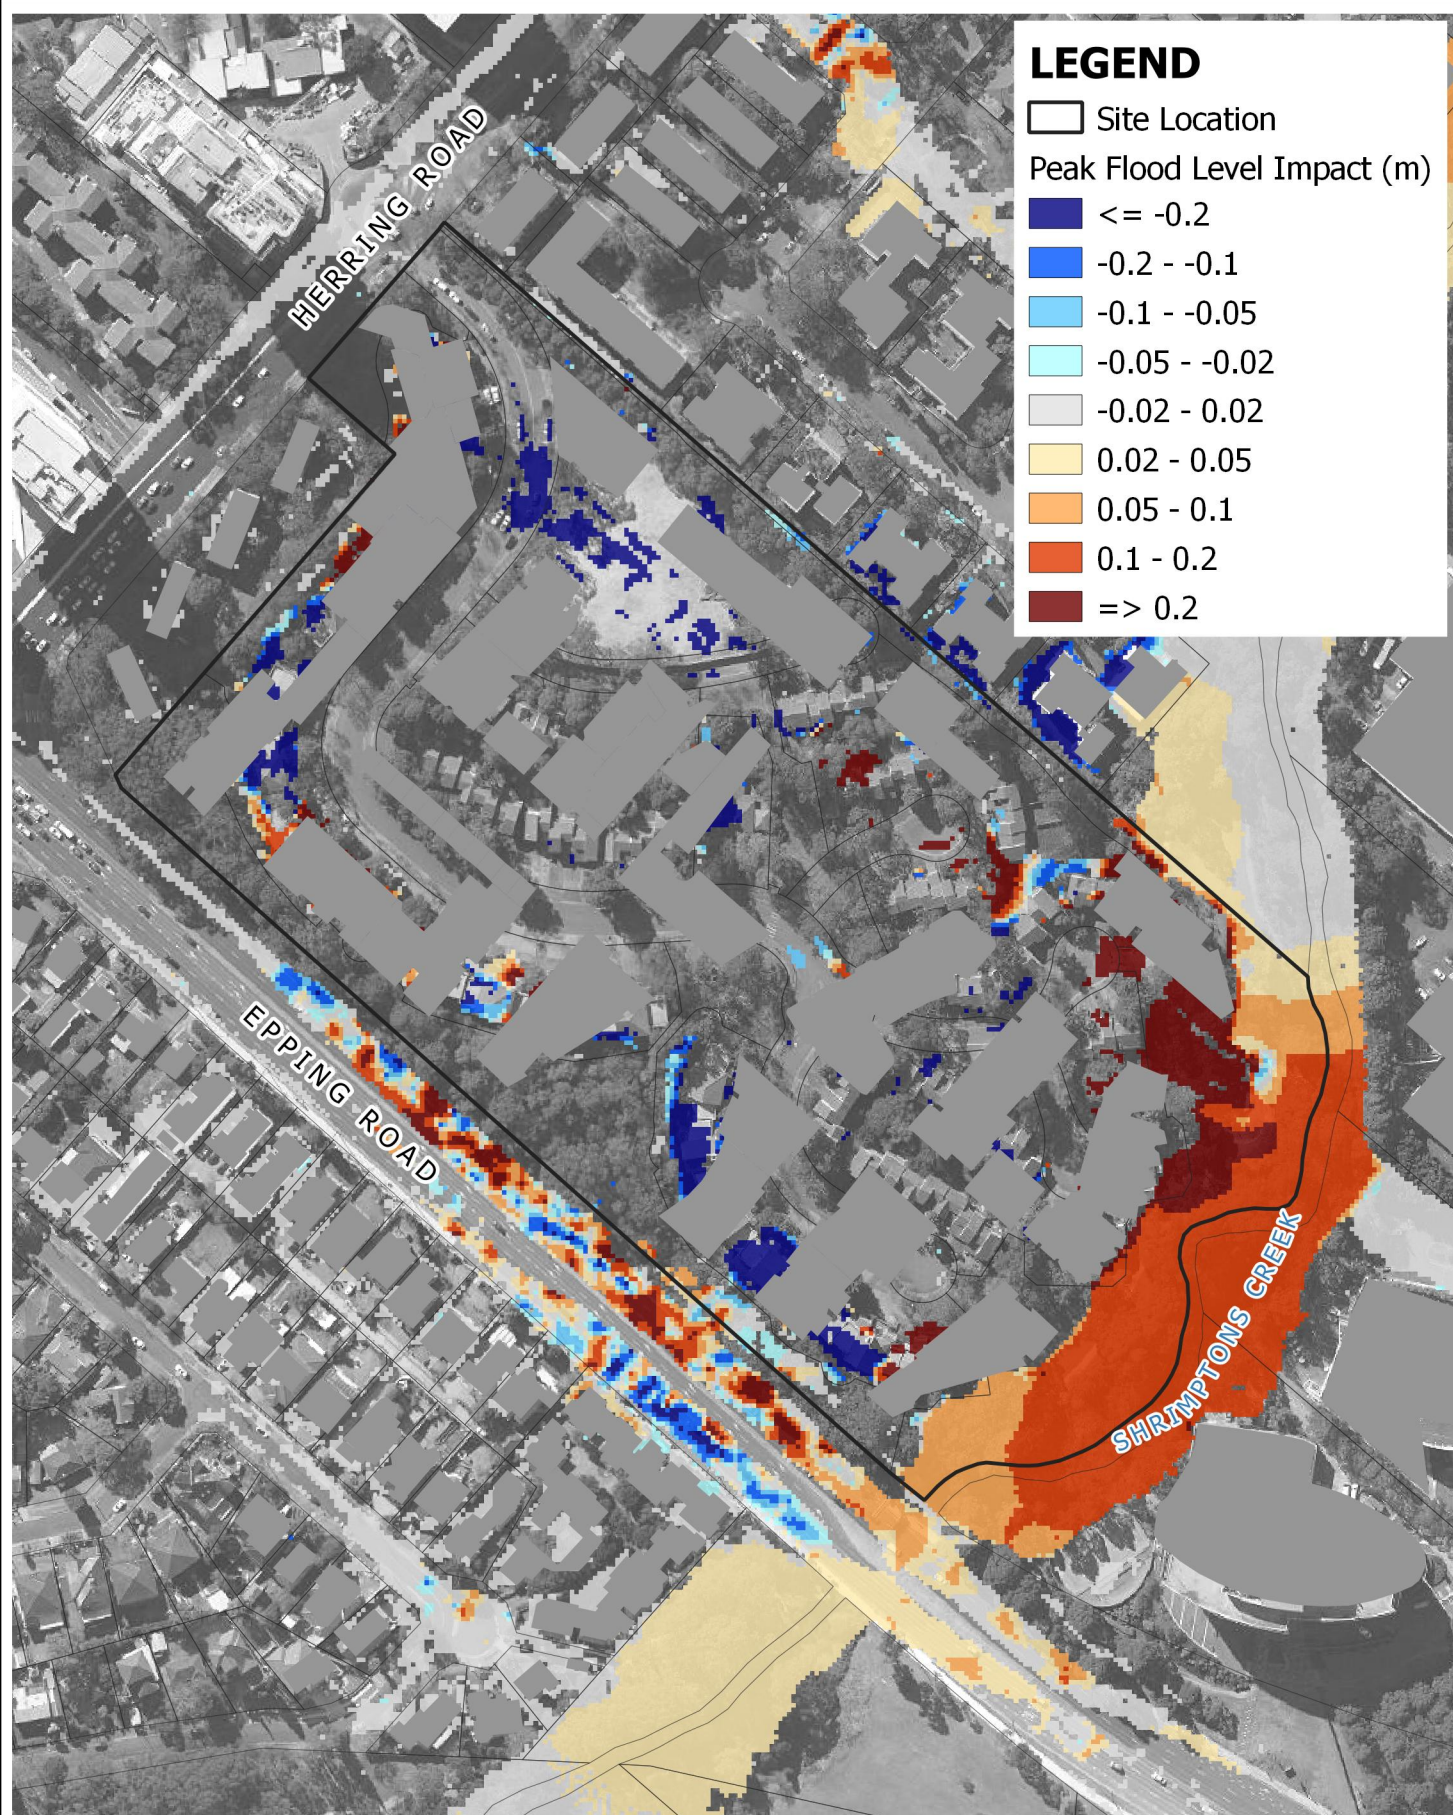 LEGEND
Site Location
Peak Flood Level Impact (m)
<= -0.2
-0.2 - -0.1
-0.1 - -0.05
-0.05 - -0.02
-0.02 - 0.02
0.02 - 0.05
0.05 - 0.1
0.1 - 0.2
=> 0.2
HERRING ROAD
EPPING ROAD
SHRIMPTONS CREEK